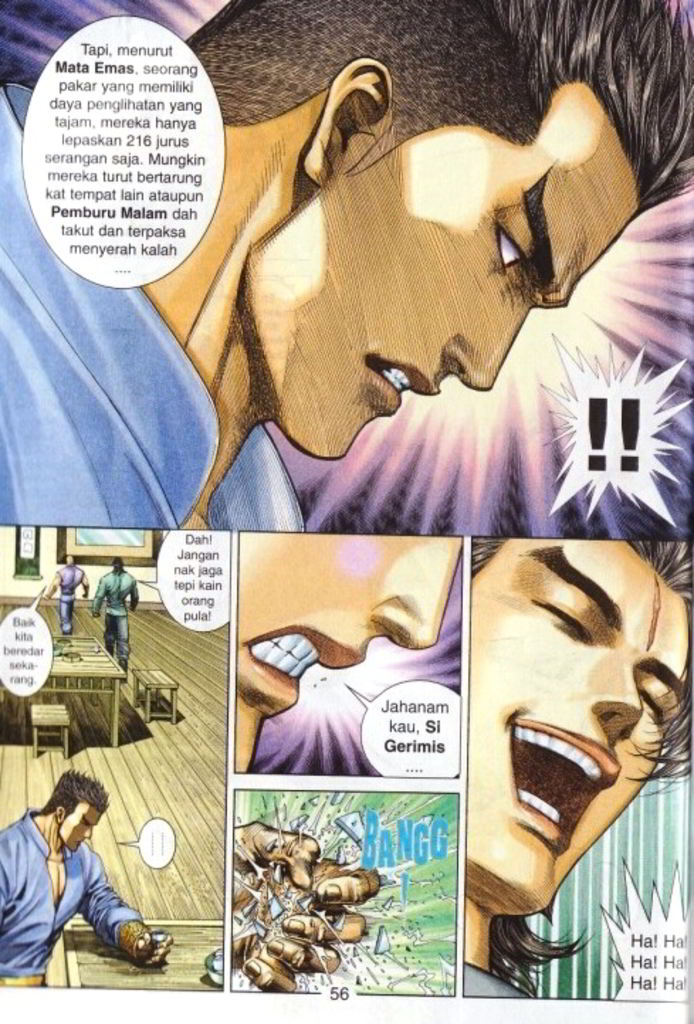 Tapi, menurut
Mata Emas, seorang
pakar yang memiliki
daya penglihatan yang
tajam, mereka hanya
lepaskan 216 jurus
serangan saja. Mungkin
mereka turut bertarung
kat tempat lain ataupun
Pemburu Malam dah
takut dan terpaksa
menyerah kalah
....
!!
Dah!
Jangan
nak jaga
tepi kain
orang
pula!
Baik
kita
beredar
seka-
rang.
...
Jahanam
kau, Si
Gerimis
....
BANGG
!
Ha! Ha!
Ha! Ha!
Ha! Ha!
56